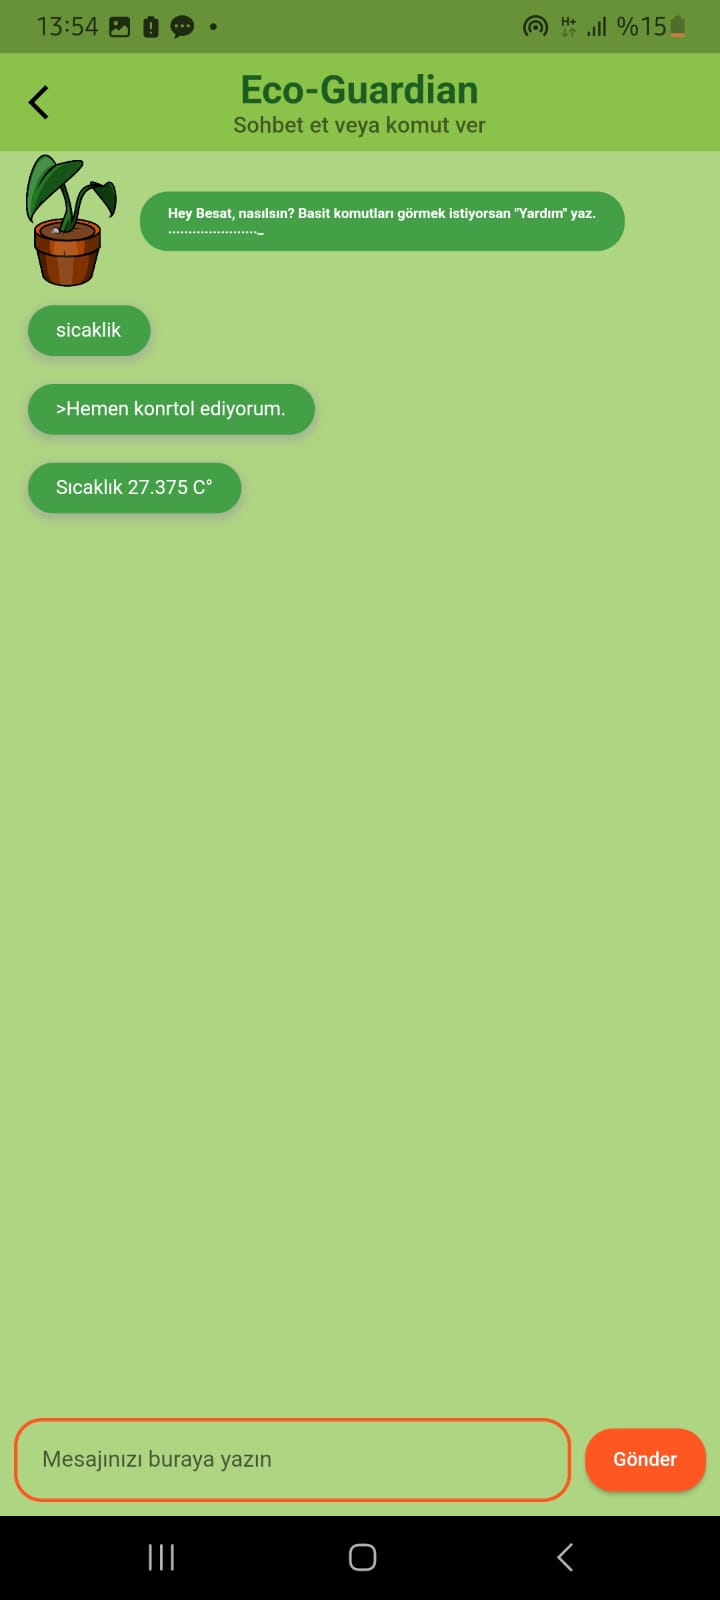 13:54
H+
%15
Eco-Guardian
Sohbet et veya komut ver
Hey Besat, nasılsın? Basit komutları görmek istiyorsan "Yardım" yaz.
......................_
sicaklik
>Hemen konrtol ediyorum.
Sıcaklık 27.375 C°
Mesajınızı buraya yazın
Gönder